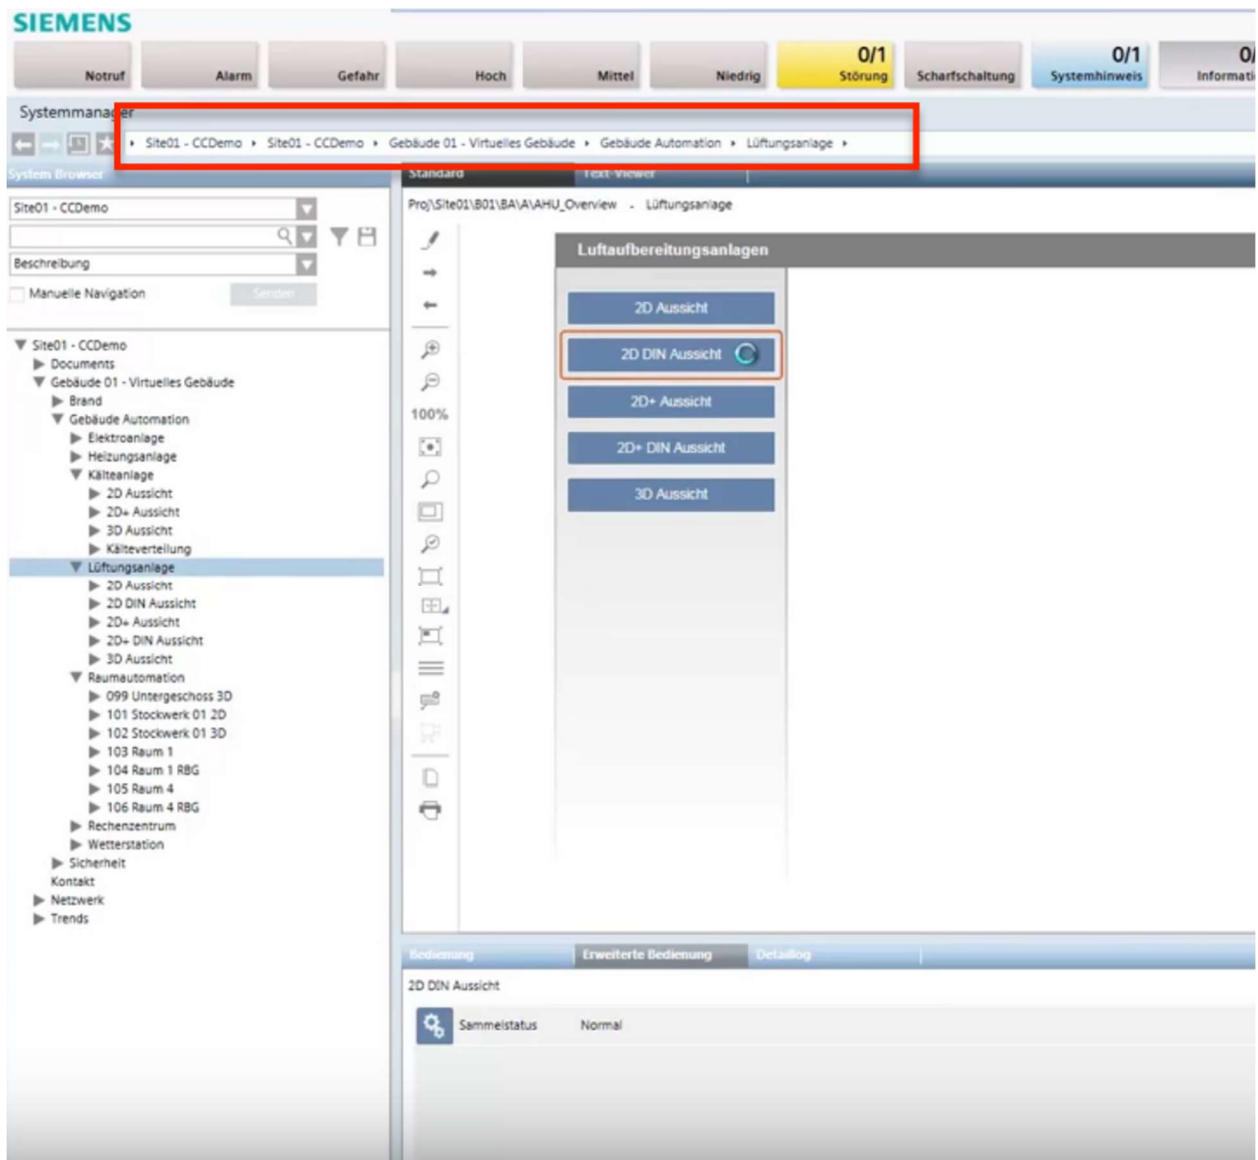 SIEMENS
Notruf
Alarm
Gefahr
Hoch
Mittel
Niedrig
0/1
Störung
Scharfschaltung
0/1
Systemhinweis
0/
Informati
Systemmanager
Site01 - CCDemo Site01 - CCDemo Gebäude 01 - Virtuelles Gebäude Gebäude Automation Lüftungsanlage
System Browser
Standard
Text-Viewer
Site01 - CCDemo
Proj\Site01\B01\BA\A\AHU_Overview - Lüftungsanlage
Beschreibung
Manuelle Navigation
Senden
Site01 - CCDemo
Documents
Gebäude 01 - Virtuelles Gebäude
Brand
Gebäude Automation
Elektroanlage
Heizungsanlage
Kälteanlage
2D Aussicht
2D+ Aussicht
3D Aussicht
Kälteverteilung
Lüftungsanlage
2D Aussicht
2D DIN Aussicht
2D+ Aussicht
2D+ DIN Aussicht
3D Aussicht
Raumautomation
099 Untergeschoss 3D
101 Stockwerk 01 2D
102 Stockwerk 01 3D
103 Raum 1
104 Raum 1 RBG
105 Raum 4
106 Raum 4 RBG
Rechenzentrum
Wetterstation
Sicherheit
Kontakt
Netzwerk
Trends
100%
Luftaufbereitungsanlagen
2D Aussicht
2D DIN Aussicht
2D+ Aussicht
2D+ DIN Aussicht
3D Aussicht
Bedienung
Erweiterte Bedienung
Detaillog
2D DIN Aussicht
Sammelstatus Normal